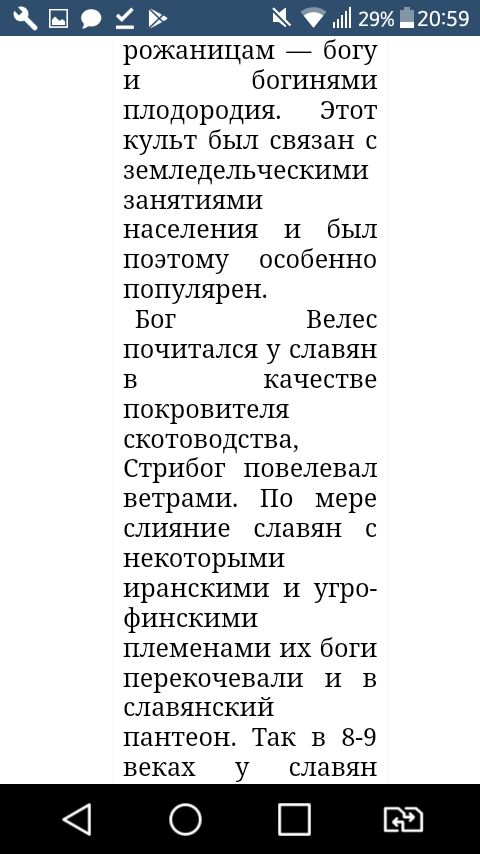 29% 20:59
рожаницам — богу
и богинями
плодородия. Этот
культ был связан с
земледельческими
занятиями
населения и был
поэтому особенно
популярен.
Бог Велес
почитался у славян
в качестве
покровителя
скотоводства,
Стрибог повелевал
ветрами. По мере
слияние славян с
некоторыми
иранскими и угро-
финскими
племенами их боги
перекочевали и в
славянский
пантеон. Так в 8-9
веках у славян